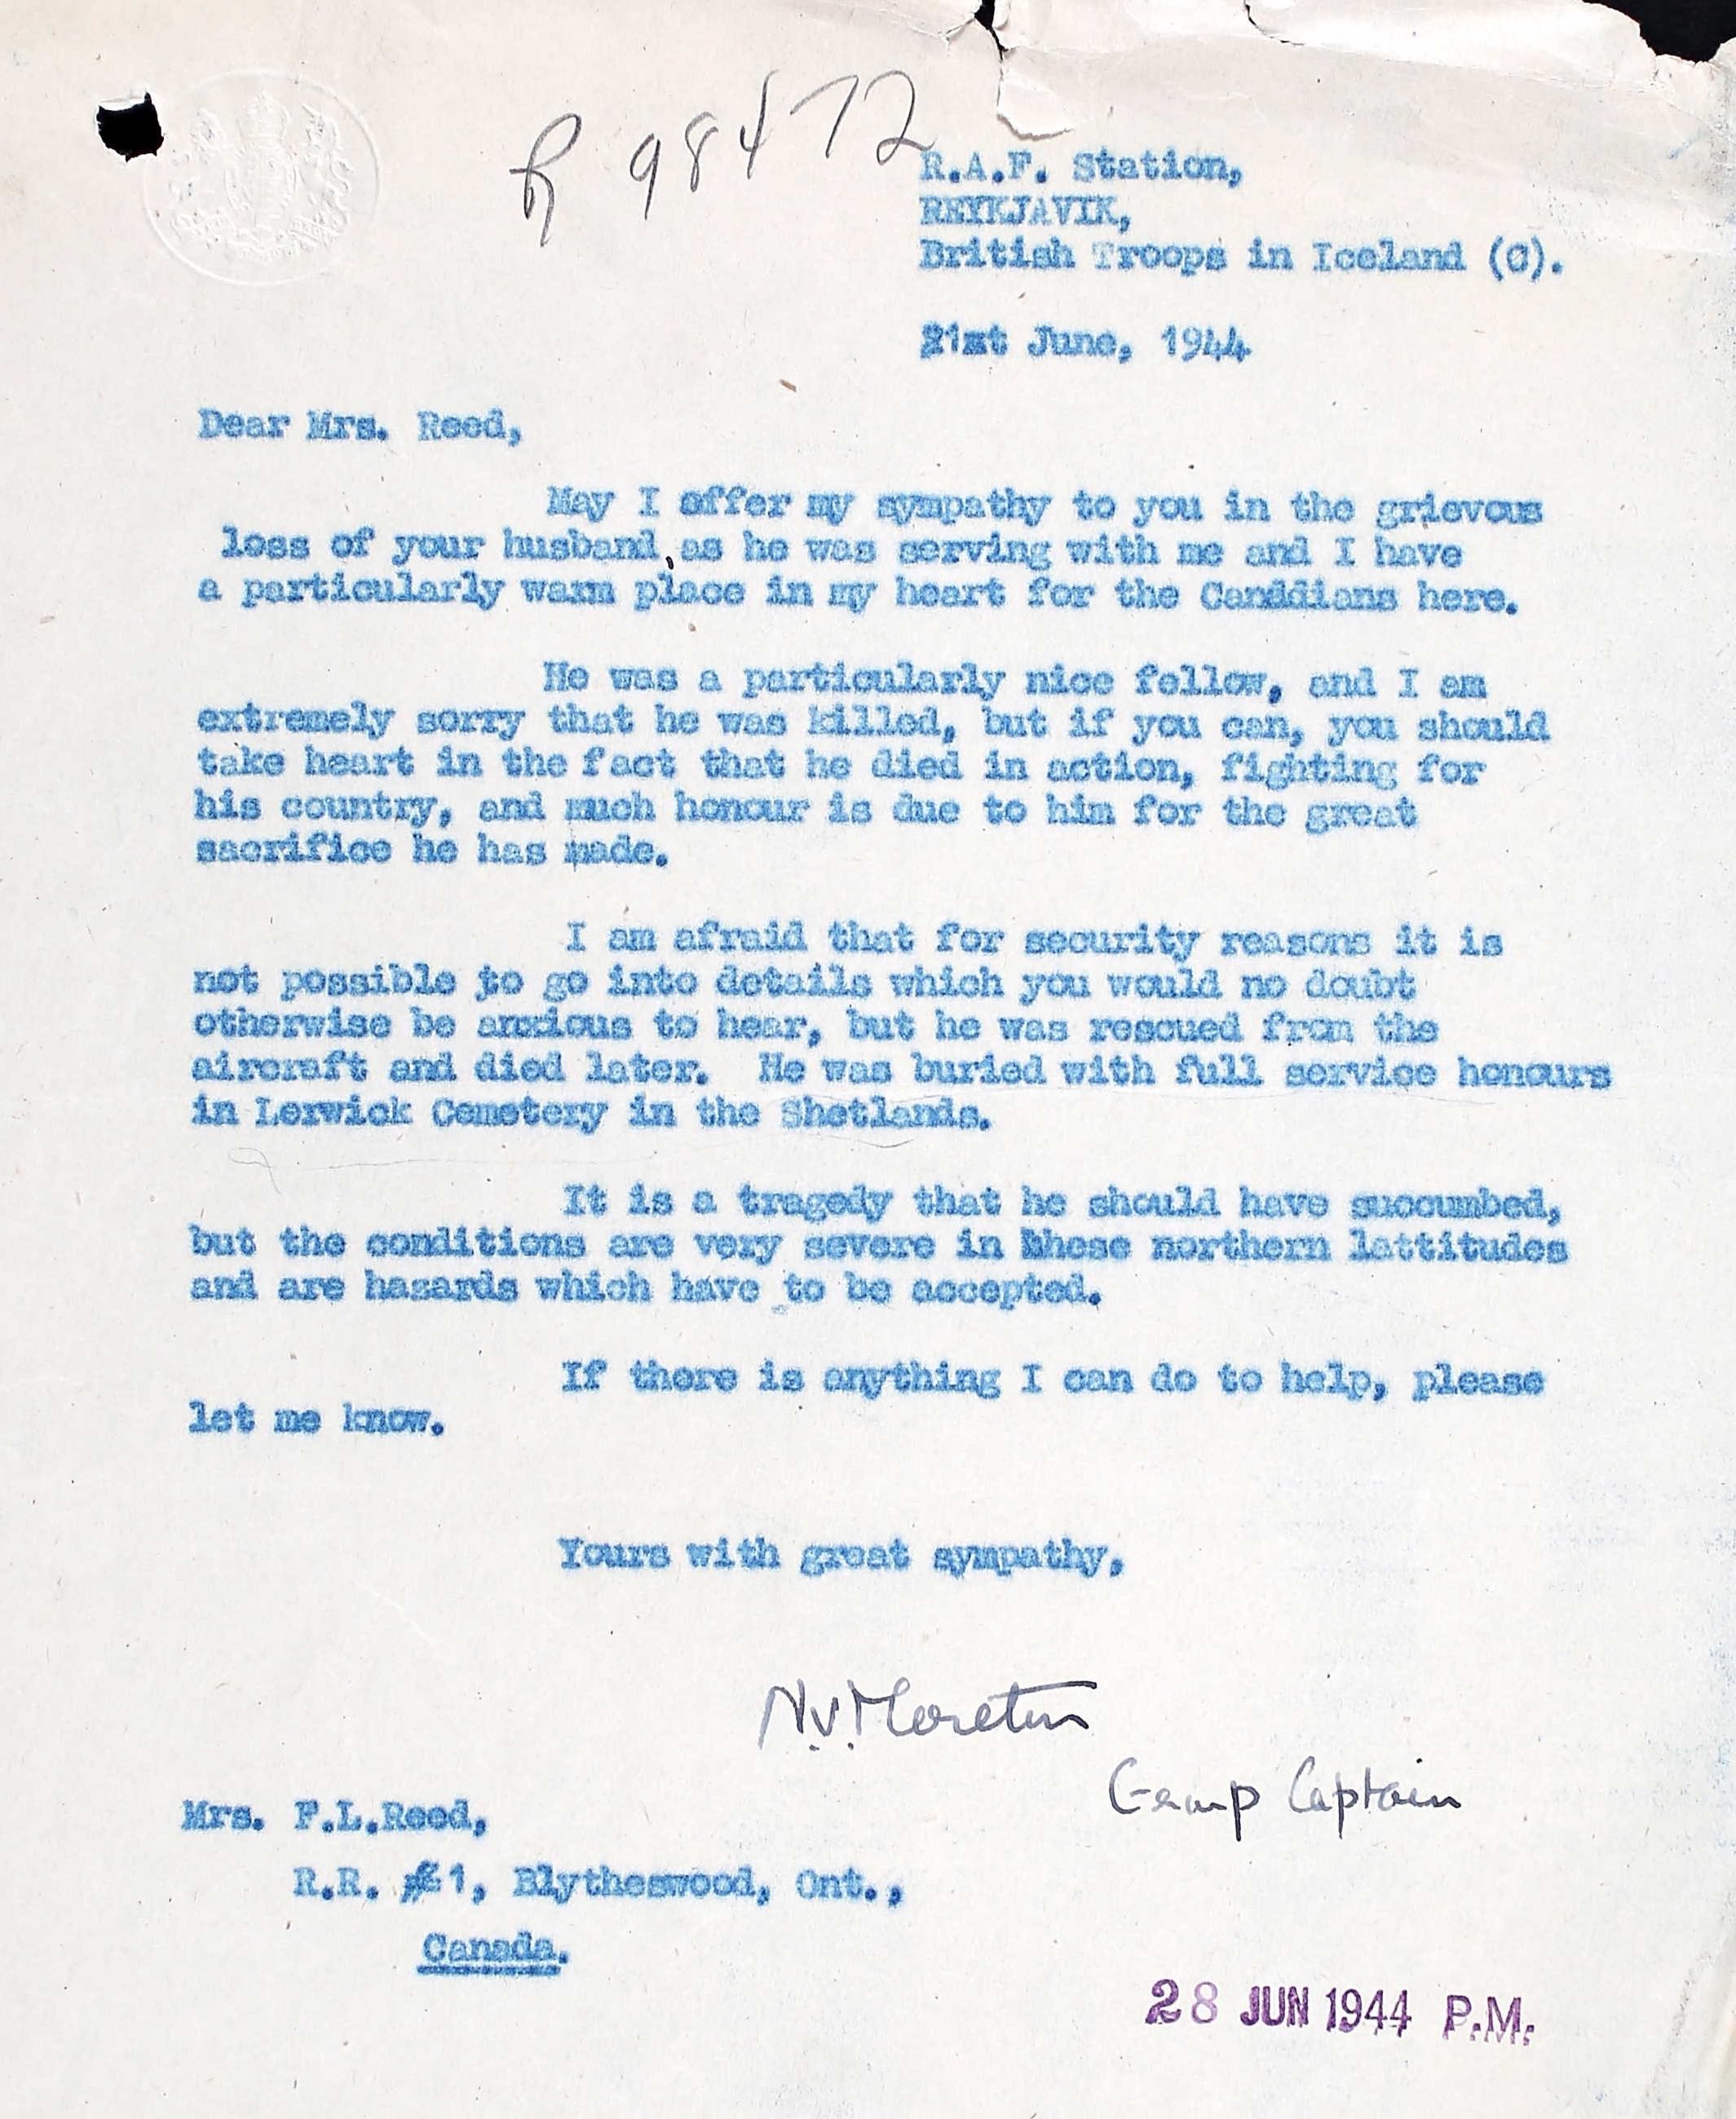 R 98472
R.A.F. Station,
REYKJAVIK,
British Troops in Iceland (C).
21st June, 1944
Dear Mrs. Reed,
May I offer my sympathy to you in the grievous
loss of your husband, as he was serving with me and I have
a particularly warm place in my heart for the Canadians here.
He was a particularly nice fellow, and I am
extremely sorry that he was killed, but if you can, you should
take heart in the fact that he died in action, fighting for
his country, and much honour is due to him for the great
sacrifice he has made.
I am afraid that for security reasons it is
not possible to go into details which you would no doubt
otherwise be anxious to hear, but he was rescued from the
aircraft and died later. He was buried with full service honours
in Lerwick Cemetery in the Shetlands.
It is a tragedy that he should have succumbed,
but the conditions are very severe in these northern lattitudes
and are hazards which have to be accepted.
If there is anything I can do to help, please
let me know.
Yours with great sympathy,
N.V. Moreton
Group Captain
Mrs. F.L.Reed,
R.R. #1, Blytheswood, Ont.,
Canada.
28 JUN 1944 P.M.